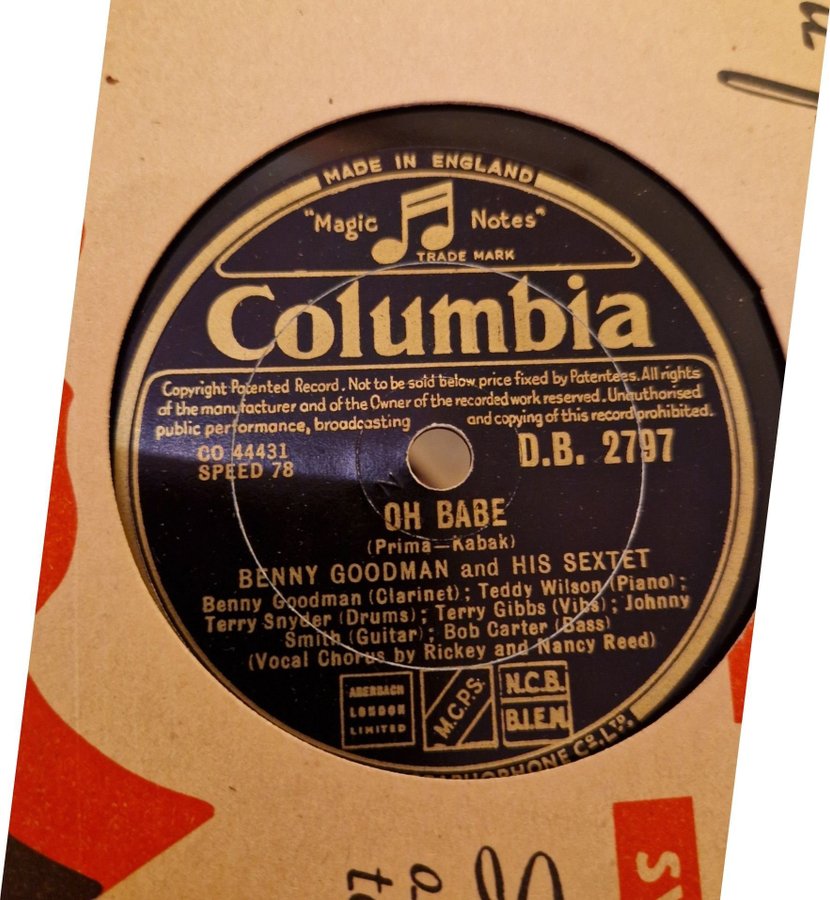 MADE IN ENGLAND
"Magic Notes"
TRADE MARK
Columbia
Copyright Patented Record. Not to be sold below price fixed by Patentees. All rights
of the manufacturer and of the Owner of the recorded work reserved. Unauthorised
public performance, broadcasting and copying of this record prohibited.
CO 44431
SPEED 78
D.B. 2797
OH BABE
(Prima—Kabak)
BENNY GOODMAN and HIS SEXTET
Benny Goodman (Clarinet); Teddy Wilson (Piano);
Terry Snyder (Drums); Terry Gibbs (Vibs); Johnny
Smith (Guitar); Bob Carter (Bass)
(Vocal Chorus by Rickey and Nancy Reed)
ABERBACH
LONDON
LIMITED
M.C.P.S.
N.C.B.
B.I.E.M.
CO. LTD.